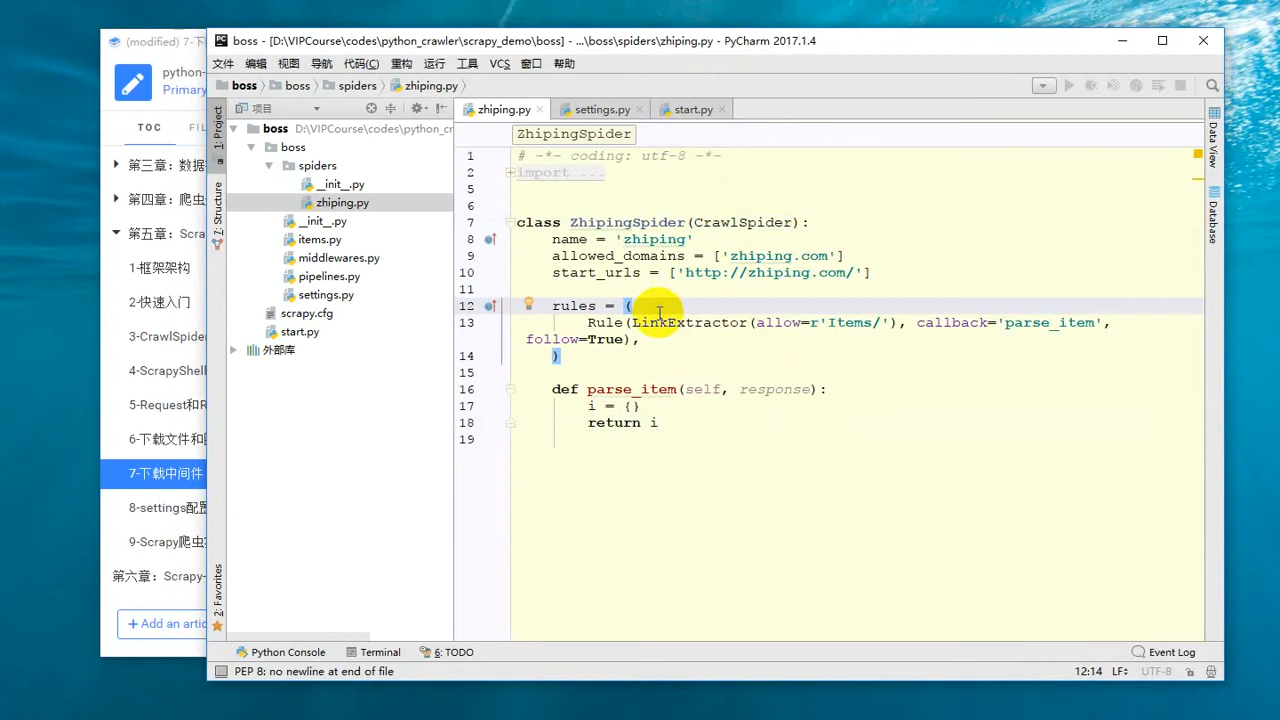 (modified) 7-下
boss - [D:\VIPCourse\codes\python_crawler\scrapy_demo\boss] - ...\boss\spiders\zhiping.py - PyCharm 2017.1.4
文件 编辑 视图 导航 代码(C) 重构 运行 工具 VCS 窗口 帮助
python-
Primary
boss boss spiders zhiping.py
TOC FIL
项目
zhiping.py settings.py start.py
1: Project
7: Structure
2: Favorites
Data View
Database
第三章：数据
第四章：爬虫
第五章：Scra
1-框架架构
2-快速入门
3-CrawlSpider
4-ScrapyShel
5-Request和R
6-下载文件和
7-下载中间件
8-settings配置
9-Scrapy爬虫
第六章：Scrapy-
+ Add an artic
boss D:\VIPCourse\codes\python_cr
boss
spiders
__init__.py
zhiping.py
__init__.py
items.py
middlewares.py
pipelines.py
settings.py
scrapy.cfg
start.py
外部库
ZhipingSpider
1 # -*- coding: utf-8 -*-
2 import ...
5
6
7 class ZhipingSpider(CrawlSpider):
8 name = 'zhiping'
9 allowed_domains = ['zhiping.com']
10 start_urls = ['http://zhiping.com/']
11
12 rules = (
13 Rule(LinkExtractor(allow=r'Items/'), callback='parse_item',
follow=True),
14 )
15
16 def parse_item(self, response):
17 i = {}
18 return i
19
Python Console Terminal 6: TODO Event Log
PEP 8: no newline at end of file 12:14 LF÷ UTF-8